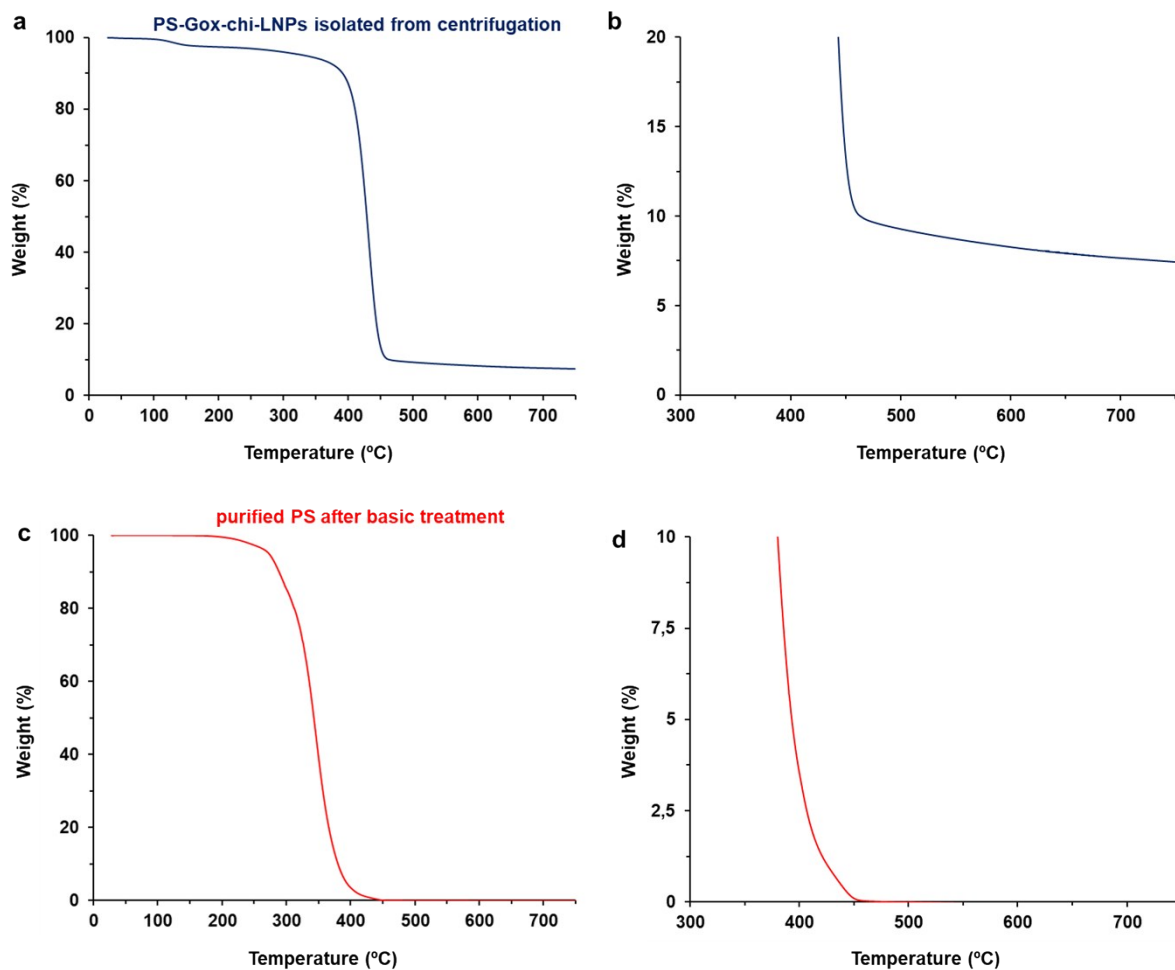 a
PS-Gox-chi-LNPs isolated from centrifugation
100
80
60
40
20
0
Weight (%)
0 100 200 300 400 500 600 700
Temperature (ºC)
b
20
15
10
5
0
Weight (%)
300 400 500 600 700
Temperature (ºC)
c
purified PS after basic treatment
100
80
60
40
20
0
Weight (%)
0 100 200 300 400 500 600 700
Temperature (ºC)
d
10
7,5
5
2,5
0
Weight (%)
300 400 500 600 700
Temperature (ºC)